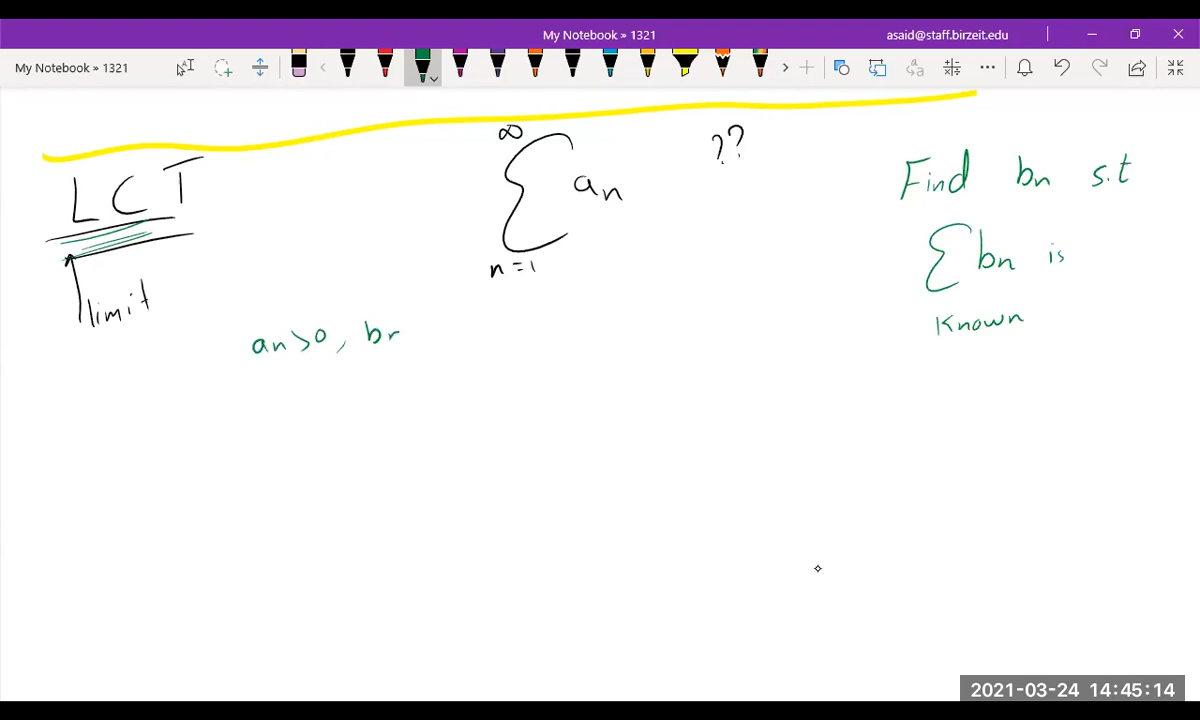 My Notebook » 1321
asaid@staff.birzeit.edu
My Notebook » 1321
LCT
limit
∞
∑ an ??
n=1
Find bn s.t
∑ bn is
Known
an>0, br
2021-03-24 14:45:14